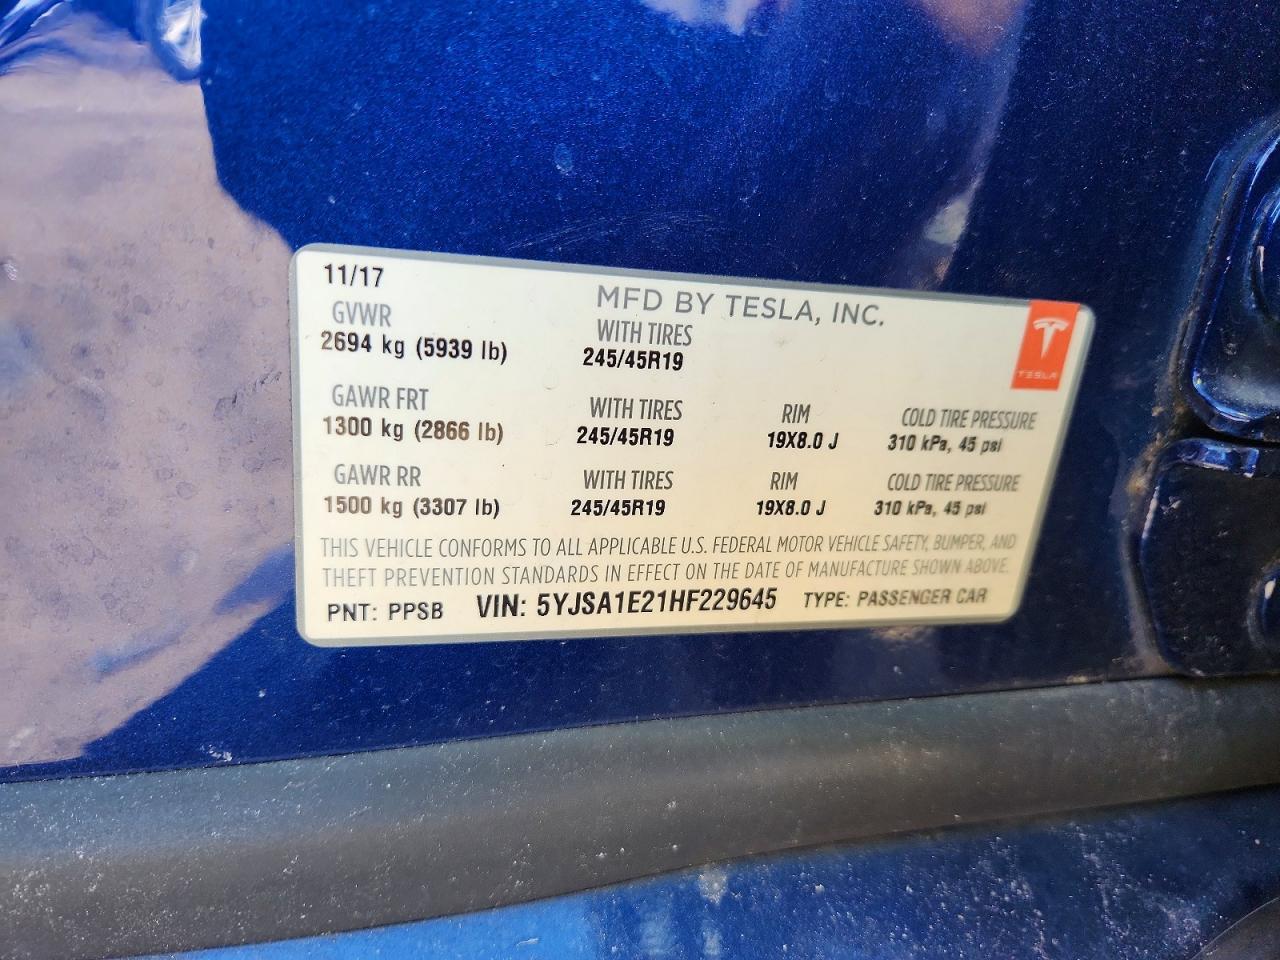 11/17
MFD BY TESLA, INC.
GVWR
WITH TIRES
2694 kg (5939 lb)
245/45R19
TESLA
GAWR FRT WITH TIRES RIM COLD TIRE PRESSURE
1300 kg (2866 lb) 245/45R19 19X8.0 J 310 kPa, 45 psi
GAWR RR WITH TIRES RIM COLD TIRE PRESSURE
1500 kg (3307 lb) 245/45R19 19X8.0 J 310 kPa, 45 psi
THIS VEHICLE CONFORMS TO ALL APPLICABLE U.S. FEDERAL MOTOR VEHICLE SAFETY, BUMPER, AND
THEFT PREVENTION STANDARDS IN EFFECT ON THE DATE OF MANUFACTURE SHOWN ABOVE.
PNT: PPSB VIN: 5YJSA1E21HF229645 TYPE: PASSENGER CAR